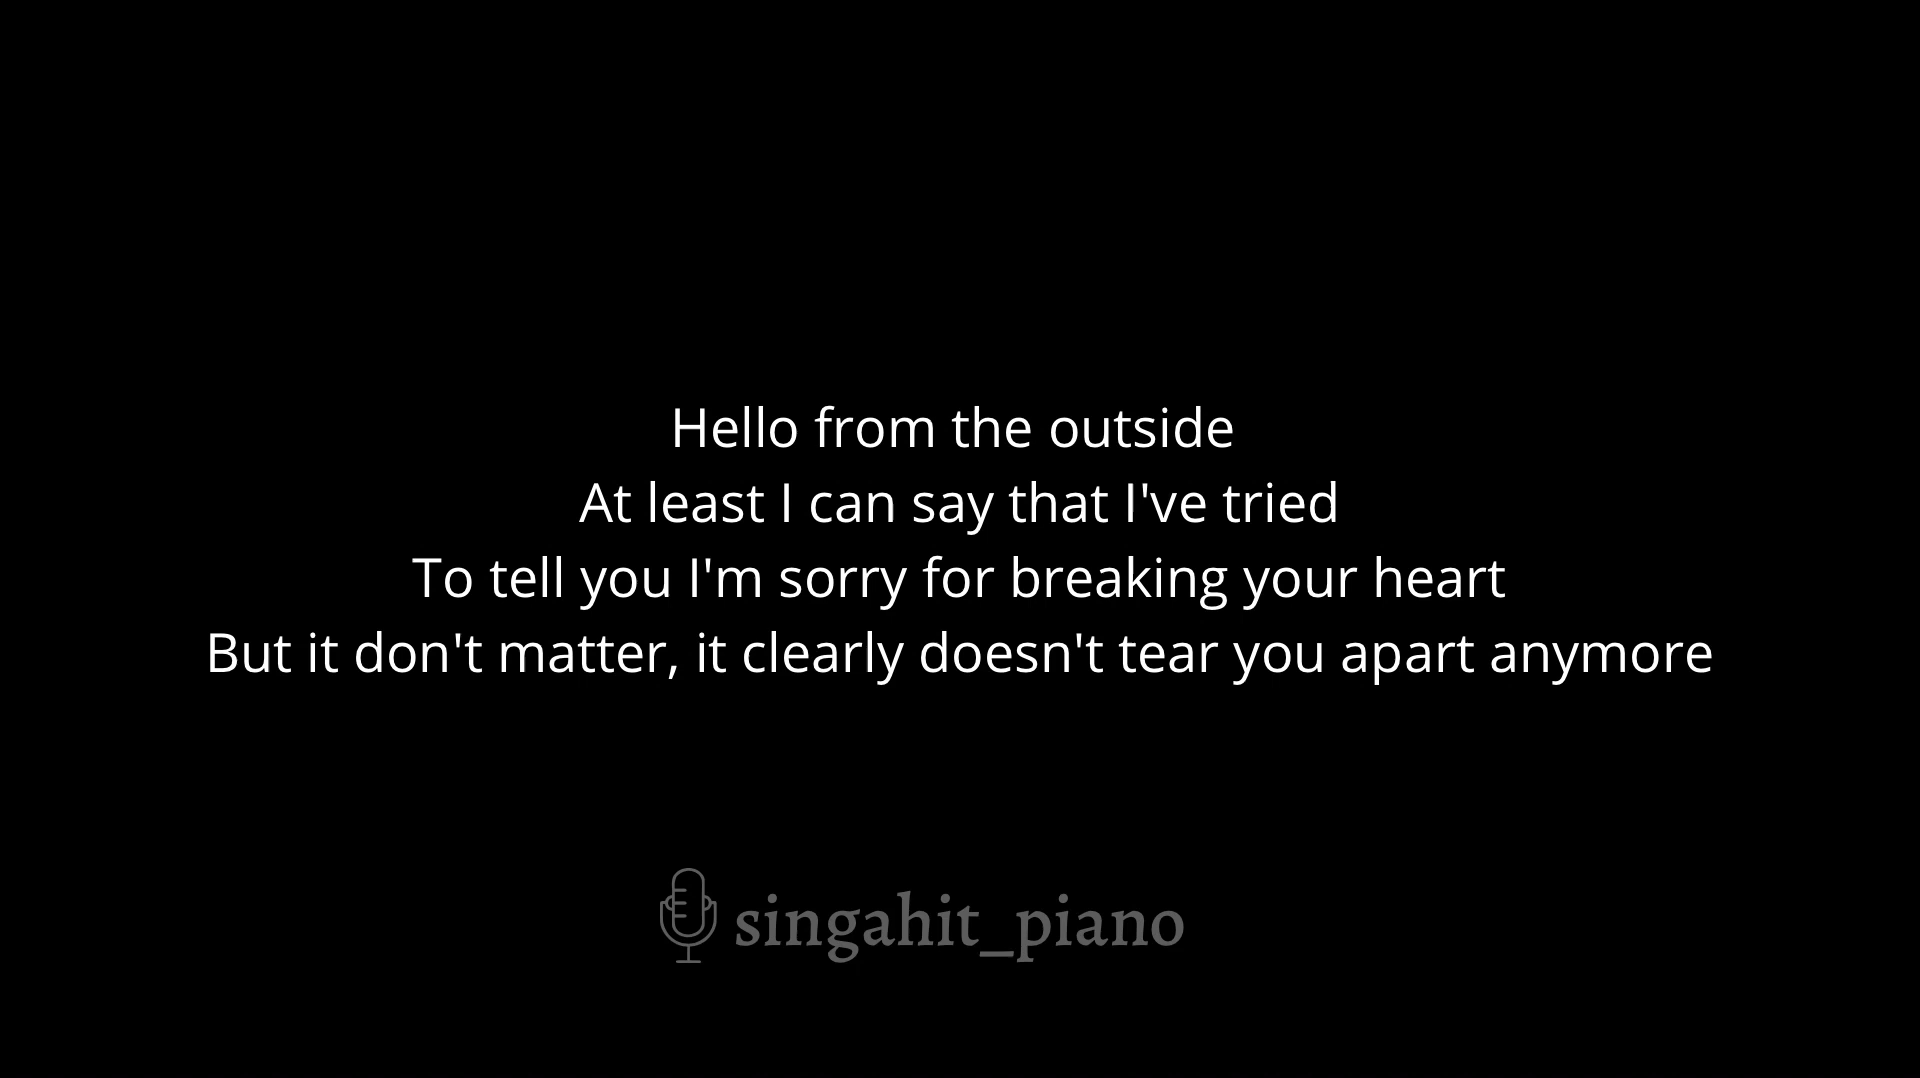 Hello from the outside
At least I can say that I've tried
To tell you I'm sorry for breaking your heart
But it don't matter, it clearly doesn't tear you apart anymore
singahit_piano